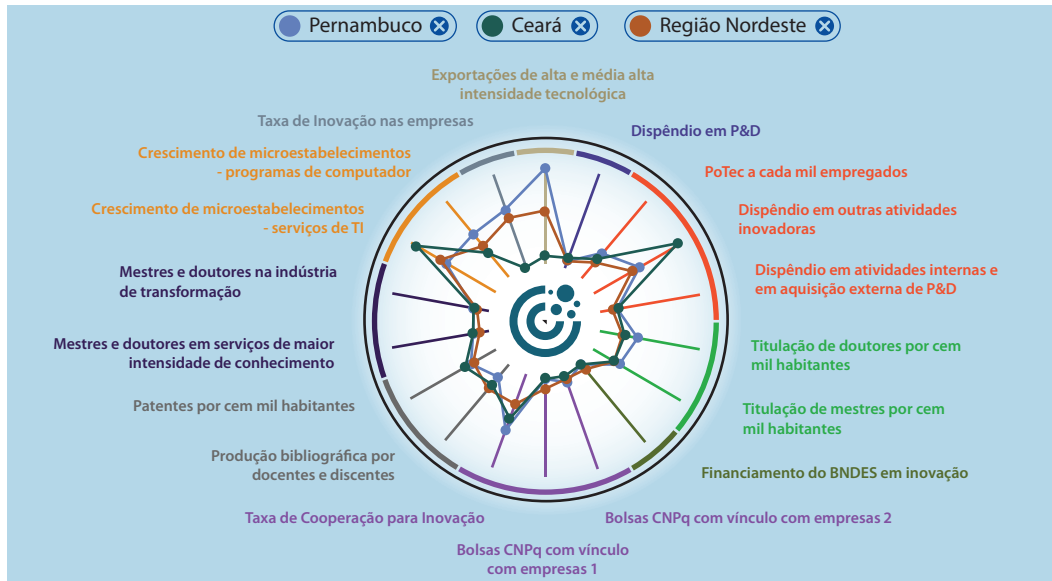 Pernambuco
Ceará
Região Nordeste
Exportações de alta e média alta
intensidade tecnológica
Taxa de Inovação nas empresas
Dispêndio em P&D
Crescimento de microestabelecimentos
- programas de computador
PoTec a cada mil empregados
Crescimento de microestabelecimentos
- serviços de TI
Dispêndio em outras atividades
inovadoras
Mestres e doutores na indústria
de transformação
Dispêndio em atividades internas e
em aquisição externa de P&D
Mestres e doutores em serviços de maior
intensidade de conhecimento
Titulação de doutores por cem
mil habitantes
Patentes por cem mil habitantes
Titulação de mestres por cem
mil habitantes
Produção bibliográfica por
docentes e discentes
Financiamento do BNDES em inovação
Taxa de Cooperação para Inovação
Bolsas CNPq com vínculo com empresas 2
Bolsas CNPq com vínculo
com empresas 1